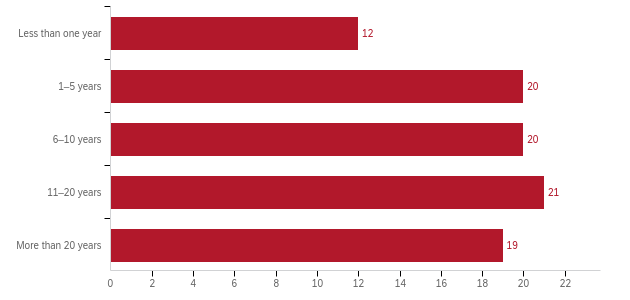 Less than one year 12
1–5 years 20
6–10 years 20
11–20 years 21
More than 20 years 19
0 2 4 6 8 10 12 14 16 18 20 22